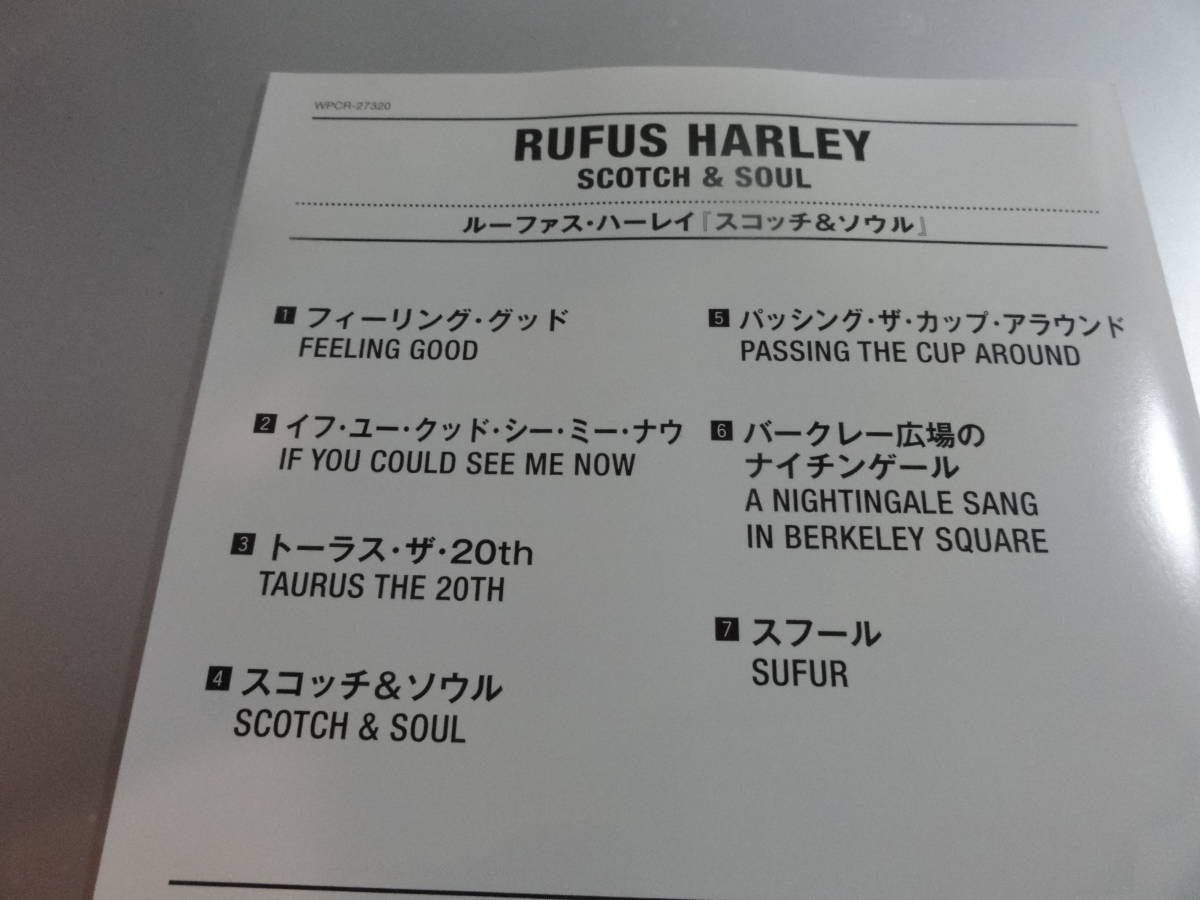 WPCR-27320
RUFUS HARLEY
SCOTCH & SOUL
ルーファス・ハーレイ『スコッチ&ソウル』
1 フィーリング・グッド
FEELING GOOD
2 イフ・ユー・クッド・シー・ミー・ナウ
IF YOU COULD SEE ME NOW
3 トーラス・ザ・20th
TAURUS THE 20TH
4 スコッチ&ソウル
SCOTCH & SOUL
5 パッシング・ザ・カップ・アラウンド
PASSING THE CUP AROUND
6 バークレー広場の
ナイチンゲール
A NIGHTINGALE SANG
IN BERKELEY SQUARE
7 スフール
SUFUR